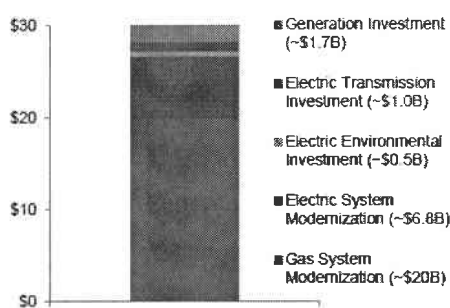 $30
$20
$10
$0
Generation Investment
(~$1.7B)
Electric Transmission
Investment (~$1.0B)
Electric Environmental
Investment (~$0.5B)
Electric System
Modernization (~$6.8B)
Gas System
Modernization (~$20B)